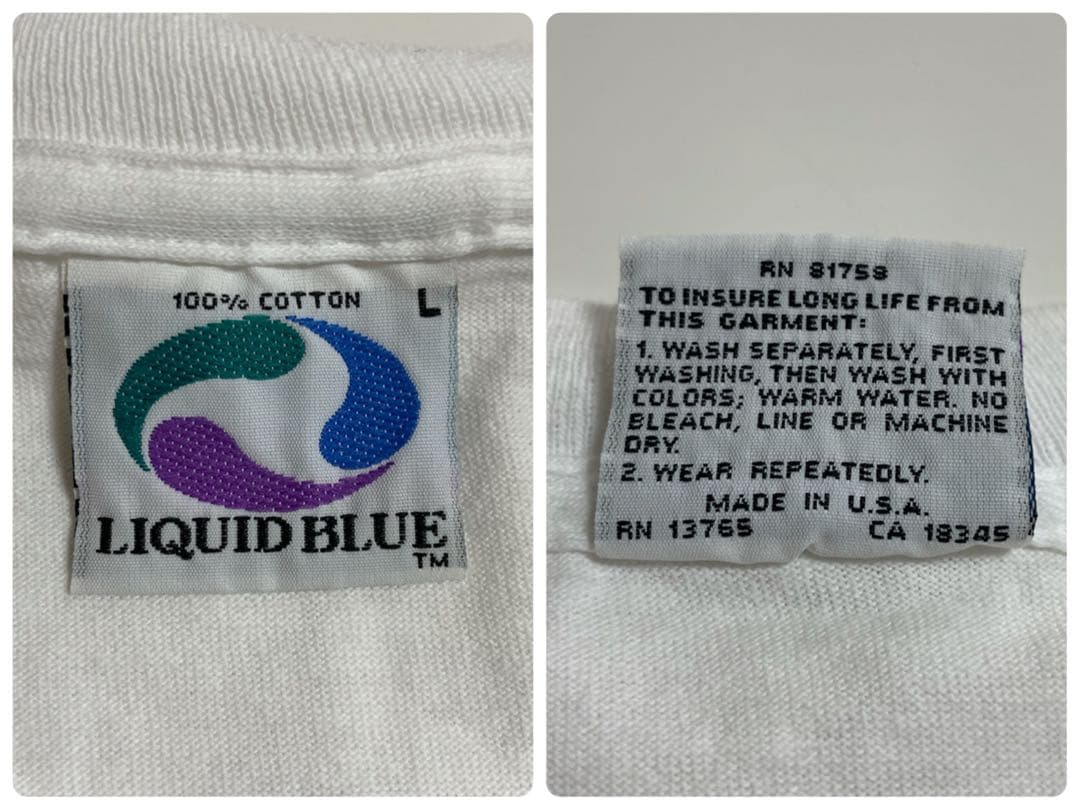 100% COTTON L
LIQUID BLUE
TM
RN 81758
TO INSURE LONG LIFE FROM
THIS GARMENT:
1. WASH SEPARATELY, FIRST
WASHING, THEN WASH WITH
COLORS; WARM WATER. NO
BLEACH, LINE OR MACHINE
DRY.
2. WEAR REPEATEDLY.
MADE IN U.S.A.
RN 13765 CA 18345